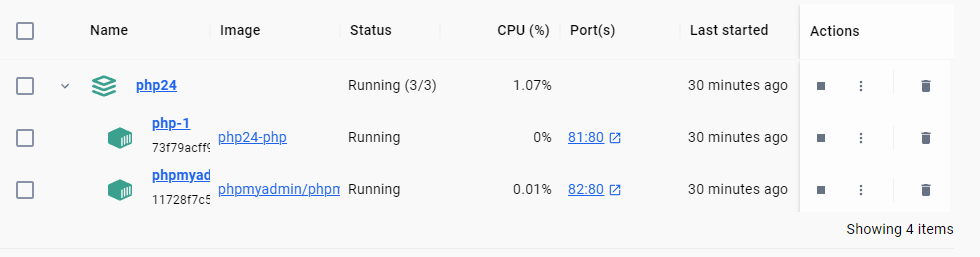 Name Image Status CPU (%) Port(s) Last started Actions
php24 Running (3/3) 1.07% 30 minutes ago
php-1
php24-php Running 0% 81:80 30 minutes ago
73f79acff9
phpmyad
phpmyadmin/phpm Running 0.01% 82:80 30 minutes ago
11728f7c5
Showing 4 items